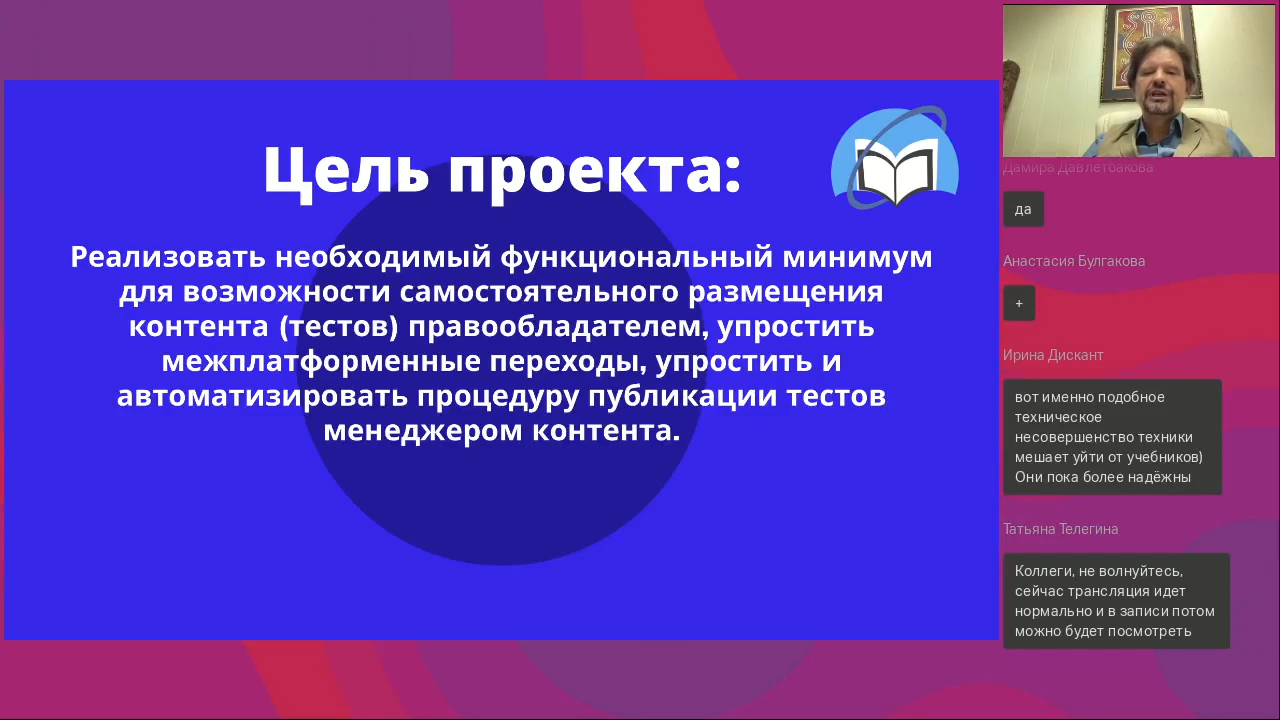 Цель проекта:
Реализовать необходимый функциональный минимум
для возможности самостоятельного размещения
контента (тестов) правообладателем, упростить
межплатформенные переходы, упростить и
автоматизировать процедуру публикации тестов
менеджером контента.
Дамира Давлетбакова
да
Анастасия Булгакова
+
Ирина Дискант
вот именно подобное
техническое
несовершенство техники
мешает уйти от учебников)
Они пока более надёжны
Татьяна Телегина
Коллеги, не волнуйтесь,
сейчас трансляция идет
нормально и в записи потом
можно будет посмотреть